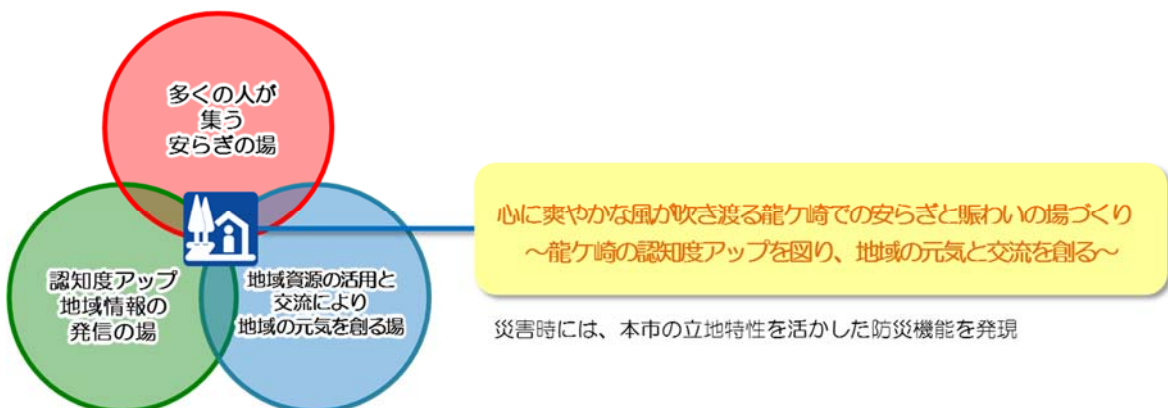 多くの人が
集う
安らぎの場
認知度アップ
地域情報の
発信の場
地域資源の活用と
交流により
地域の元気を創る場
心に爽やかな風が吹き渡る龍ケ崎での安らぎと賑わいの場づくり
～龍ケ崎の認知度アップを図り、地域の元気と交流を創る～
災害時には、本市の立地特性を活かした防災機能を発現